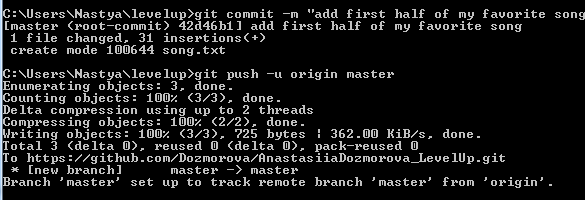 C:\Users\Nastya\levelup>git commit -m "add first half of my favorite song
[master (root-commit) 42d46b1] add first half of my favorite song
1 file changed, 31 insertions(+)
create mode 100644 song.txt
C:\Users\Nastya\levelup>git push -u origin master
Enumerating objects: 3, done.
Counting objects: 100% (3/3), done.
Delta compression using up to 2 threads
Compressing objects: 100% (2/2), done.
Writing objects: 100% (3/3), 725 bytes ¦ 362.00 KiB/s, done.
Total 3 (delta 0), reused 0 (delta 0), pack-reused 0
To https://github.com/Dozmorova/AnastasiiaDozmorova_LevelUp.git
* [new branch]      master -> master
Branch 'master' set up to track remote branch 'master' from 'origin'.